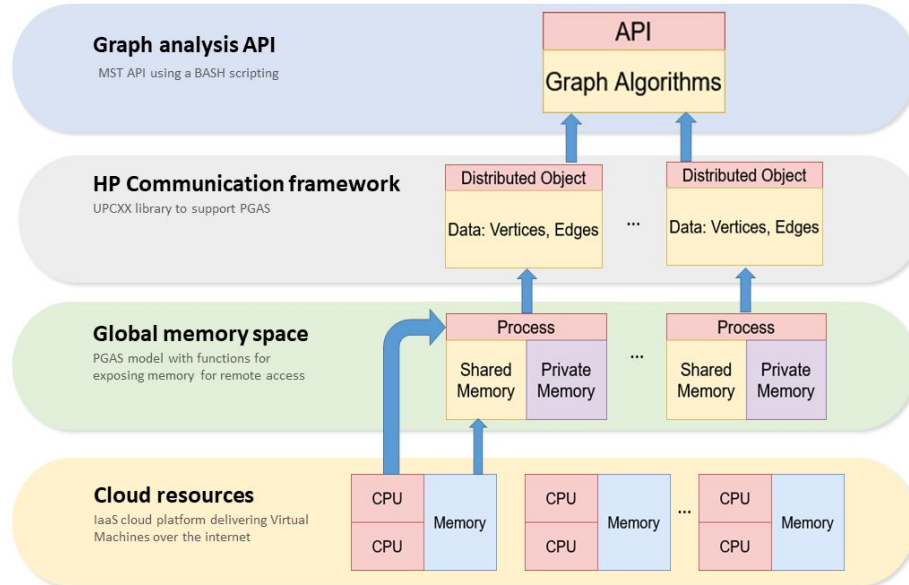 Graph analysis API
MST API using a BASH scripting
API
Graph Algorithms
HP Communication framework
UPCXX library to support PGAS
Distributed Object
Data: Vertices, Edges
...
Distributed Object
Data: Vertices, Edges
Global memory space
PGAS model with functions for
exposing memory for remote access
Process
Shared
Memory
Private
Memory
...
Process
Shared
Memory
Private
Memory
Cloud resources
IaaS cloud platform delivering Virtual
Machines over the internet
CPU
CPU
Memory
CPU
CPU
Memory
...
CPU
CPU
Memory